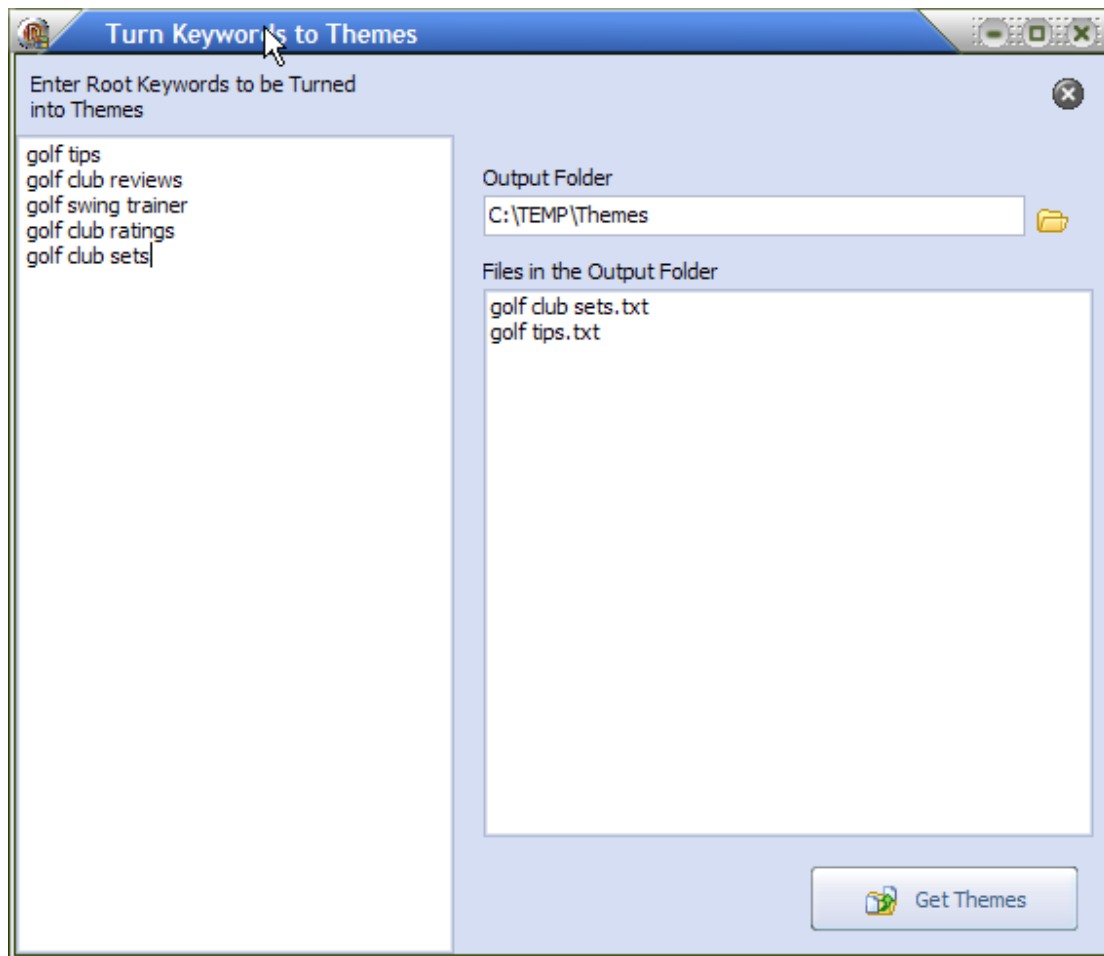 Turn Keywords to Themes
Enter Root Keywords to be Turned
into Themes
golf tips
golf club reviews
golf swing trainer
golf club ratings
golf club sets
Output Folder
C:\TEMP\Themes
Files in the Output Folder
golf club sets.txt
golf tips.txt
Get Themes